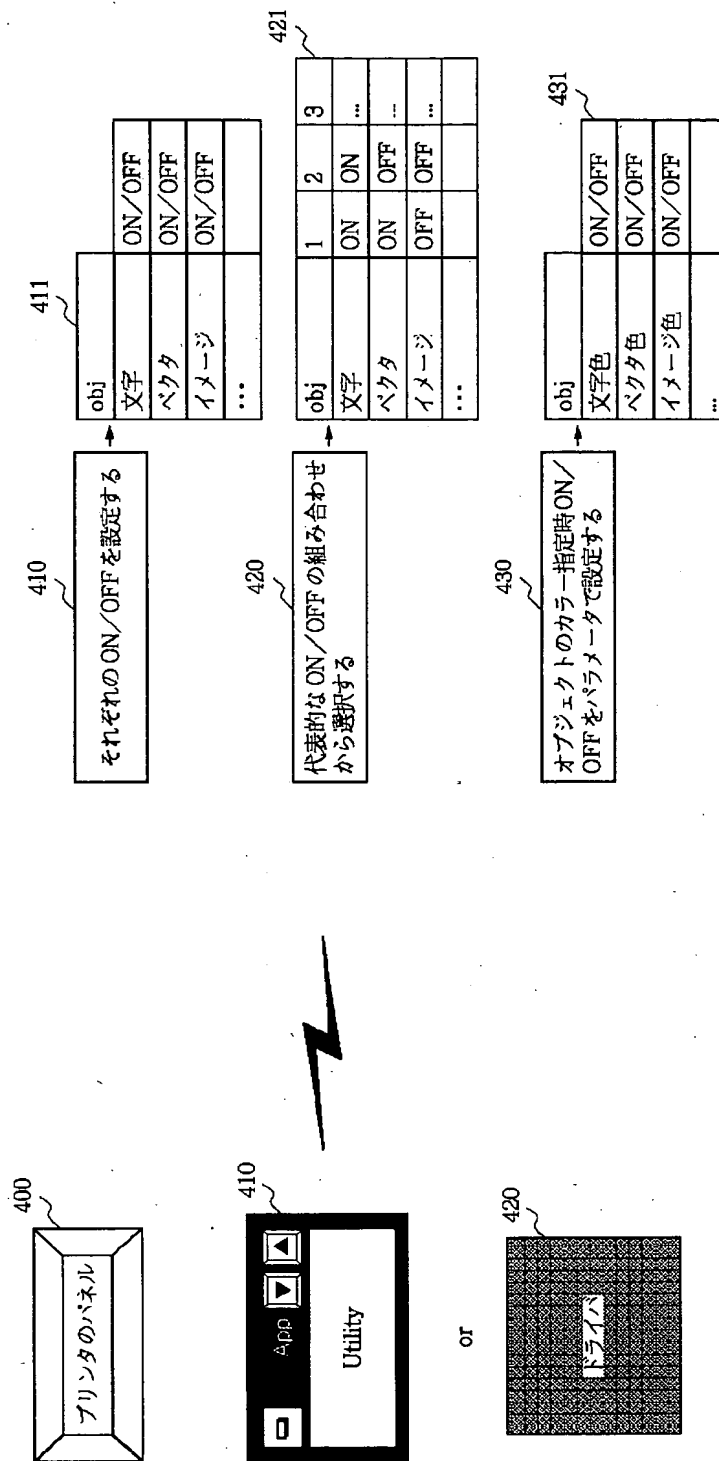 400
プリンタのパネル
410
App
Utility
or
420
ドライバ
410
それぞれのON/OFFを設定する
411
obj
文字 ON/OFF
ベクタ ON/OFF
イメージ ON/OFF
...
420
代表的なON/OFFの組み合わせ
から選択する
421
obj 1 2 3
文字 ON ON ...
ベクタ ON OFF ...
イメージ OFF OFF ...
...
430
オブジェクトのカラー指定時ON/
OFFをパラメータで設定する
431
obj
文字色 ON/OFF
ベクタ色 ON/OFF
イメージ色 ON/OFF
...